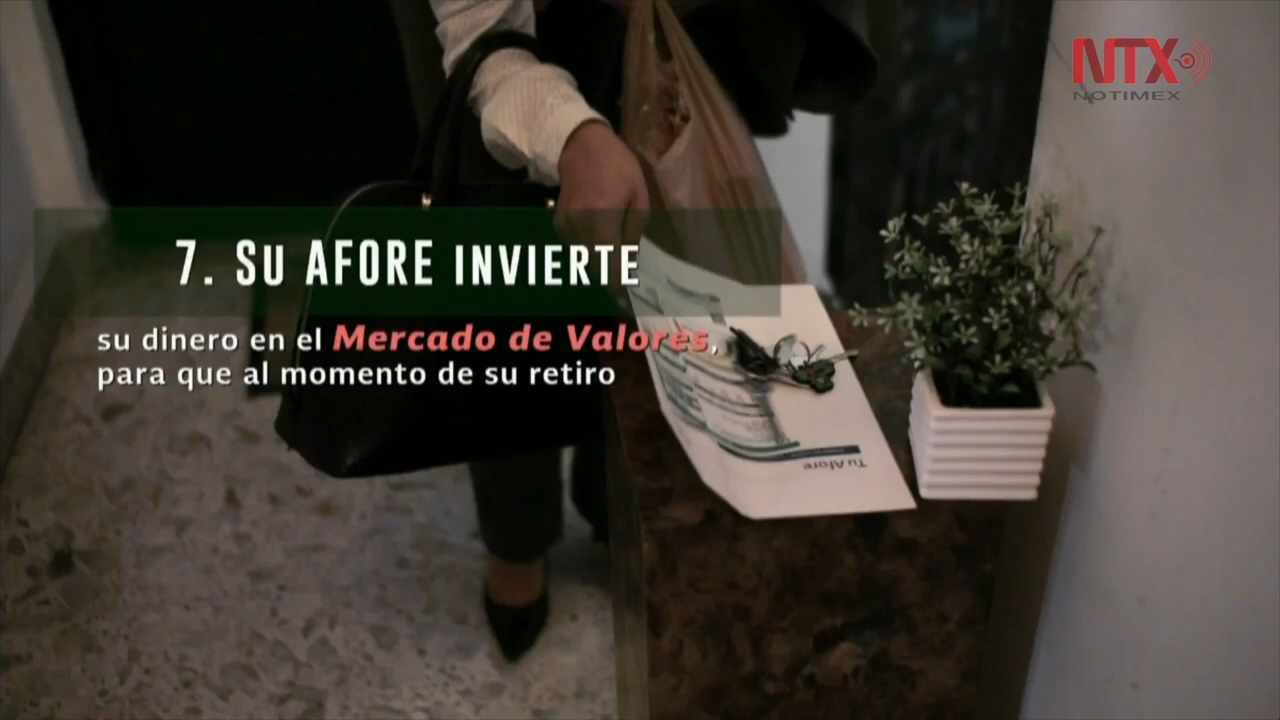 NTX
NOTIMEX
7. SU AFORE INVIERTE
su dinero en el Mercado de Valores,
para que al momento de su retiro
Tu Afore